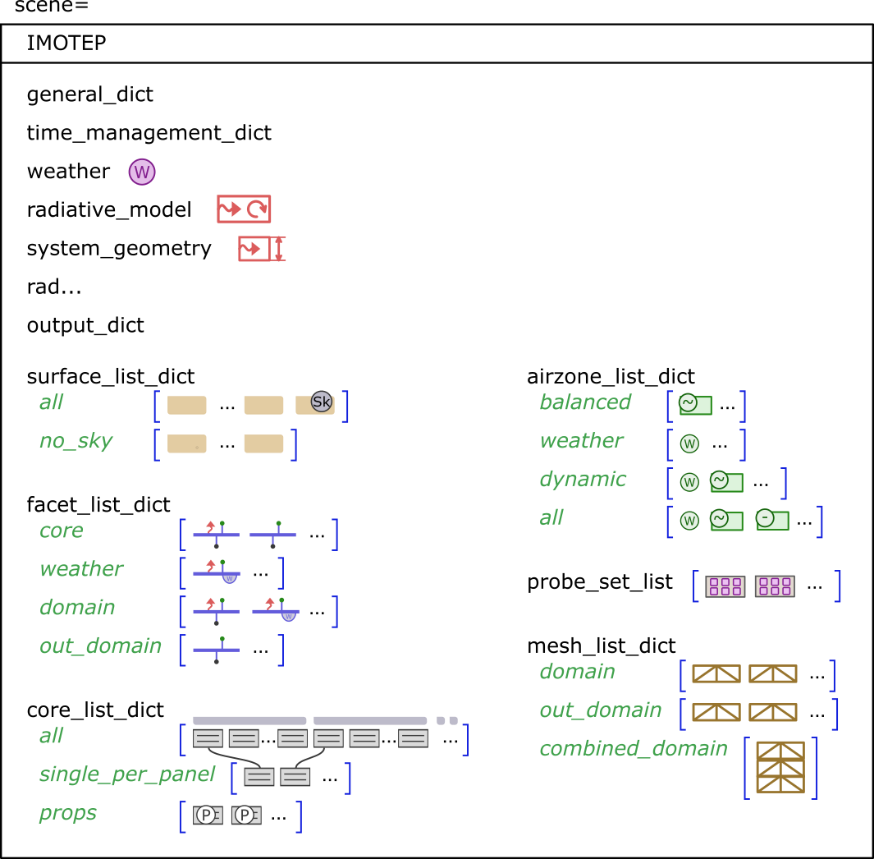 scene=
IMOTEP
general_dict
time_management_dict
weather W
radiative_model
system_geometry
rad...
output_dict
surface_list_dict
all [ ... Sk ]
no_sky [ ... ]
facet_list_dict
core [ ... ]
weather [ W ... ]
domain [ W ... ]
out_domain [ ... ]
core_list_dict
all [ ... ... ... ]
single_per_panel [ ... ]
props [ P P ... ]
airzone_list_dict
balanced [ ~ ... ]
weather [ W ... ]
dynamic [ W ~ ... ]
all [ W ~ - ... ]
probe_set_list [ ... ]
mesh_list_dict
domain [ ... ]
out_domain [ ... ]
combined_domain [ ]